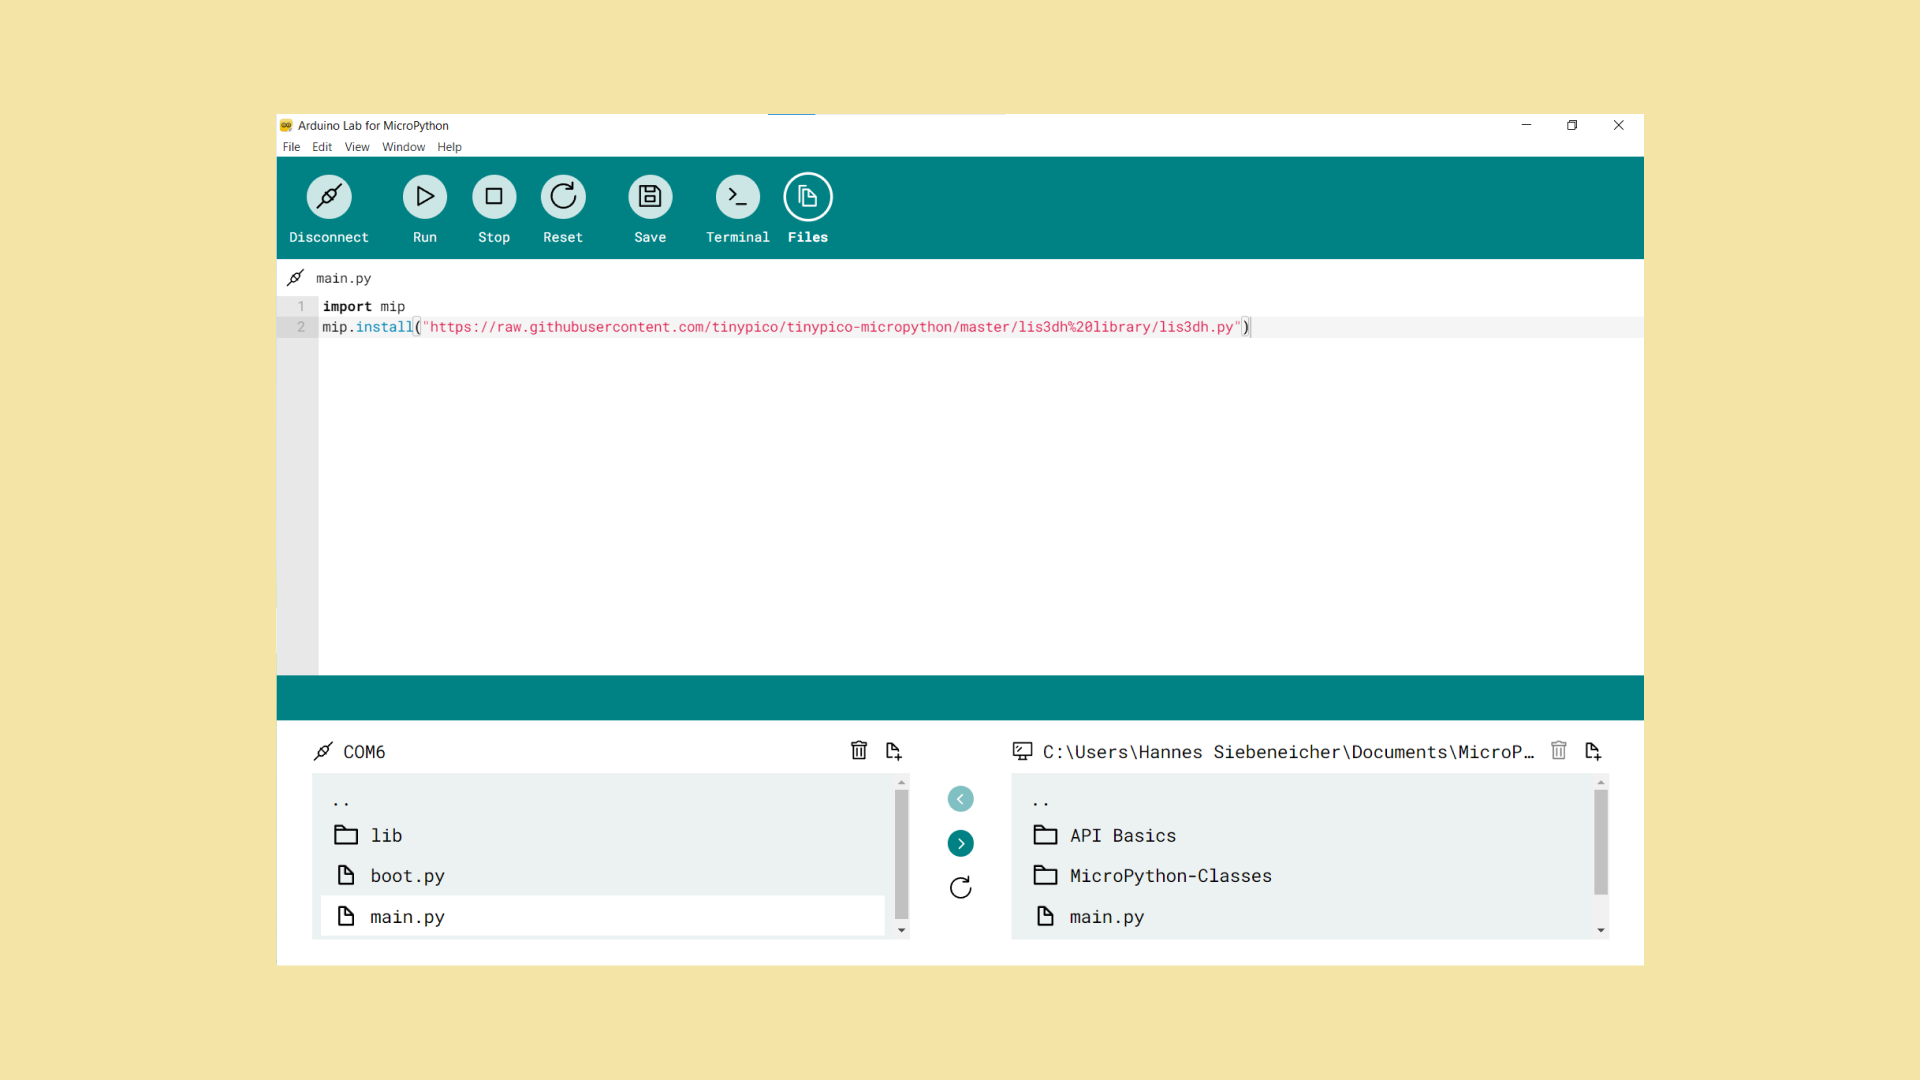 Arduino Lab for MicroPython
File Edit View Window Help
Disconnect Run Stop Reset Save Terminal Files
main.py
1 import mip
2 mip.install("https://raw.githubusercontent.com/tinypico/tinypico-micropython/master/lis3dh%20library/lis3dh.py")
COM6
..
lib
boot.py
main.py
C:\Users\Hannes Siebeneicher\Documents\MicroP…
..
API Basics
MicroPython-Classes
main.py